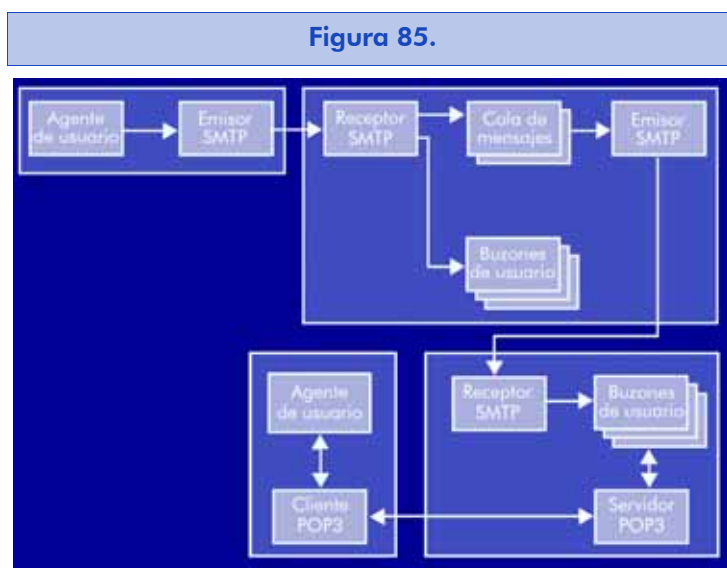 Figura 85.
Agente
de usuario
Emisor
SMTP
Receptor
SMTP
Cola de
mensajes
Emisor
SMTP
Buzones
de usuario
Agente
de usuario
Receptor
SMTP
Buzones
de usuario
Cliente
POP3
Servidor
POP3